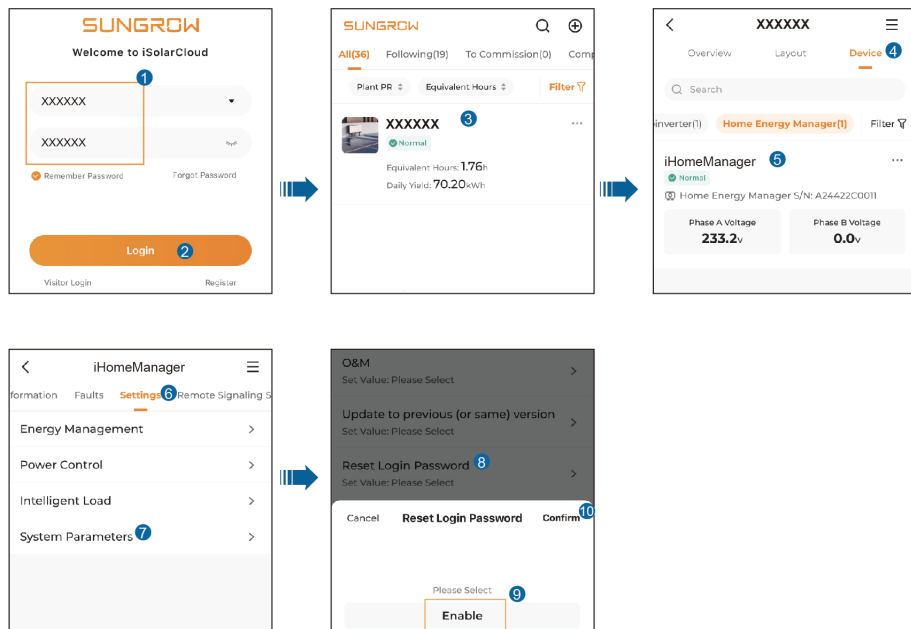 SUNGROW
Welcome to iSolarCloud
1
XXXXXX
XXXXXX
Remember Password Forgot Password
Login 2
Visitor Login Register
SUNGROW
All(36) Following(19) To Commission(0) Comp
Plant PR Equivalent Hours Filter
XXXXXX 3
Normal
Equivalent Hours: 1.76h
Daily Yield: 70.20kWh
XXXXXX
Overview Layout Device 4
Search
inverter(1) Home Energy Manager(1) Filter
iHomeManager 5
Normal
Home Energy Manager S/N: A24422C0011
Phase A Voltage Phase B Voltage
233.2v 0.0v
iHomeManager
formation Faults Settings 6 Remote Signaling S
Energy Management
Power Control
Intelligent Load
System Parameters 7
O&M
Set Value: Please Select
Update to previous (or same) version
Set Value: Please Select
Reset Login Password 8
Set Value: Please Select
Cancel Reset Login Password Confirm 10
Please Select 9
Enable